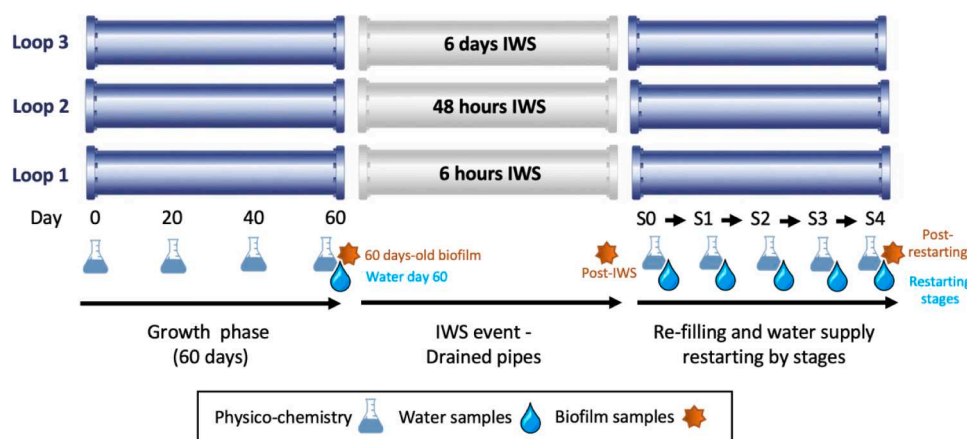 Loop 3
6 days IWS
Loop 2
48 hours IWS
Loop 1
6 hours IWS
Day 0 20 40 60 S0 S1 S2 S3 S4
60 days-old biofilm
Water day 60
Post-IWS
Post-
restarting
Restarting
stages
Growth phase
(60 days)
IWS event -
Drained pipes
Re-filling and water supply
restarting by stages
Physico-chemistry Water samples Biofilm samples